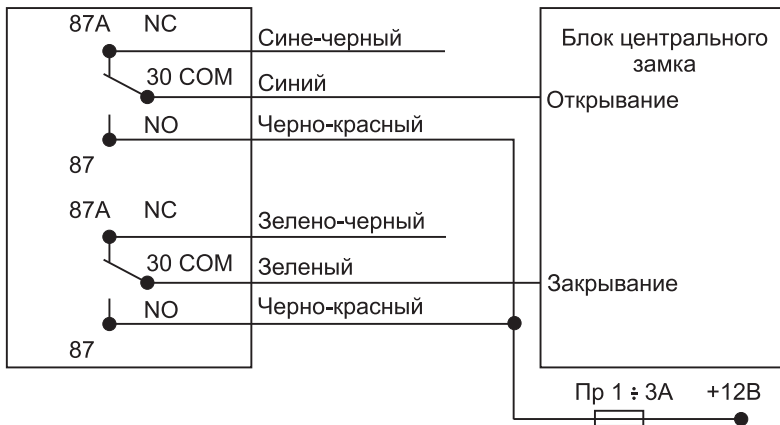 87A NC
Сине-черный
30 COM
Синий
NO
Черно-красный
87
87A NC
Зелено-черный
30 COM
Зеленый
NO
Черно-красный
87
Блок центрального
замка
Открывание
Закрывание
Пр 1 ÷ 3А +12В